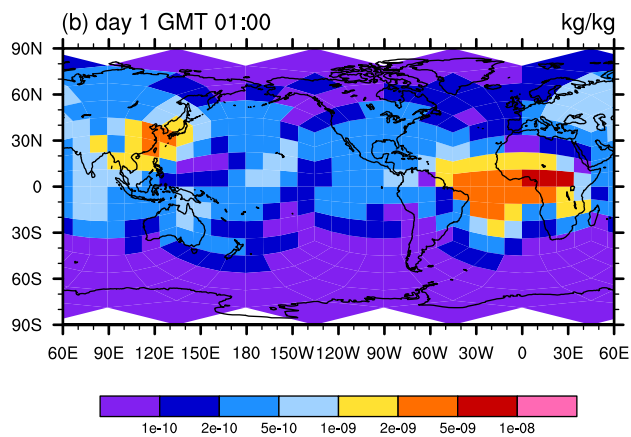 (b) day 1 GMT 01:00 kg/kg
90N
60N
30N
0
30S
60S
90S
60E 90E 120E 150E 180 150W 120W 90W 60W 30W 0 30E 60E
1e-10 2e-10 5e-10 1e-09 2e-09 5e-09 1e-08